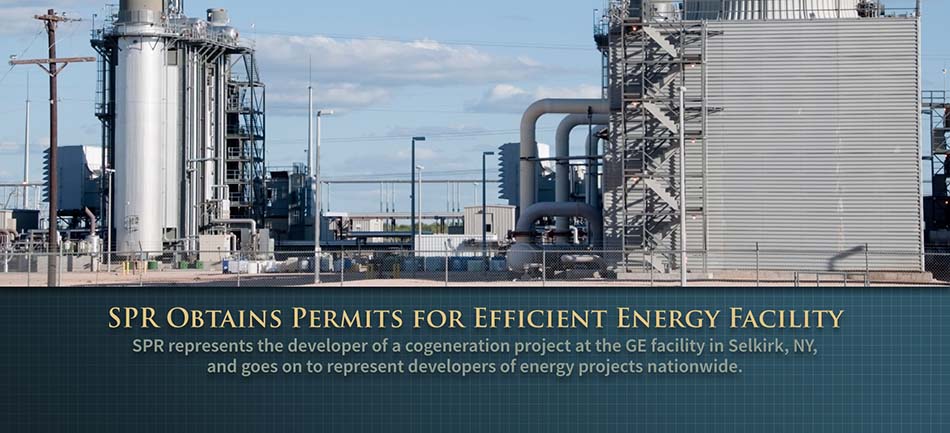 SPR Obtains Permits for Efficient Energy Facility
SPR represents the developer of a cogeneration project at the GE facility in Selkirk, NY,
and goes on to represent developers of energy projects nationwide.